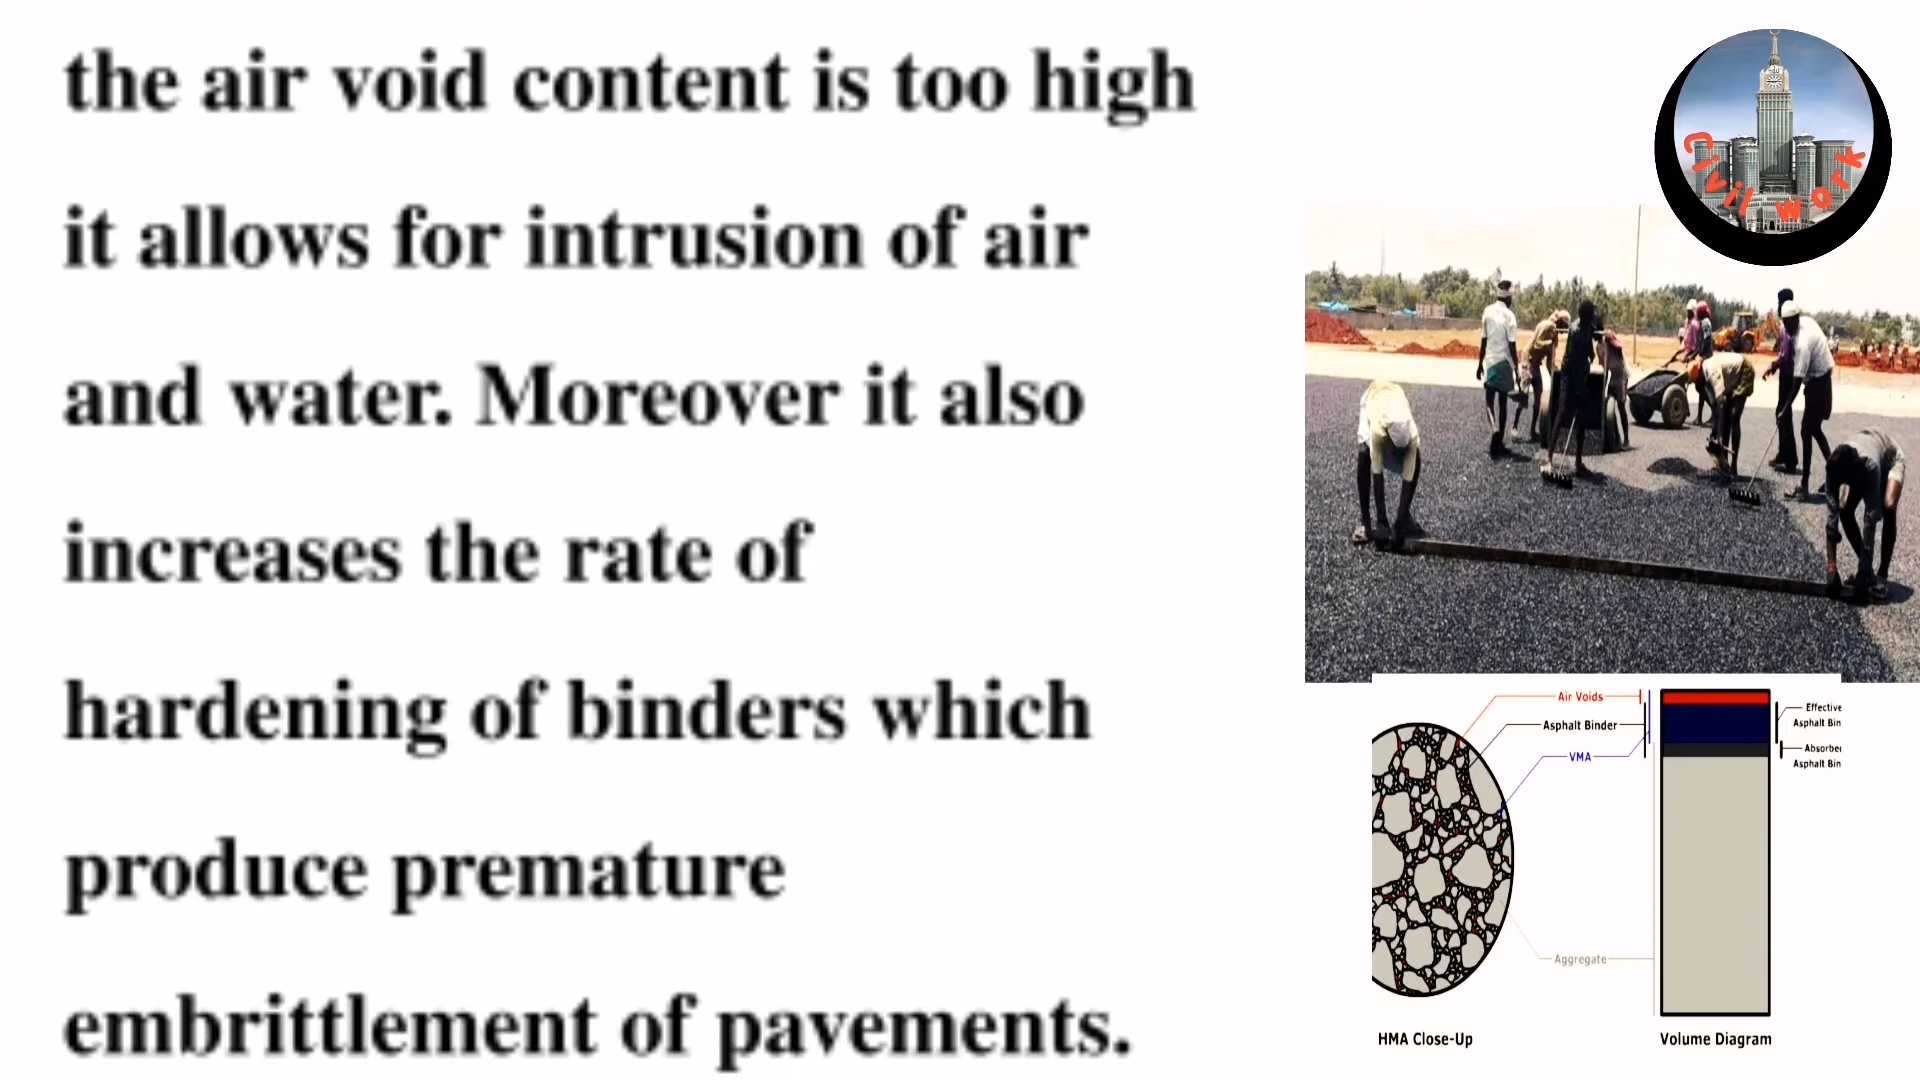 the air void content is too high
it allows for intrusion of air
and water. Moreover it also
increases the rate of
hardening of binders which
produce premature
embrittlement of pavements.
Civil work
Air Voids
Asphalt Binder
VMA
Effective
Asphalt Bin
Absorbe
Asphalt Bin
Aggregate
HMA Close-Up
Volume Diagram